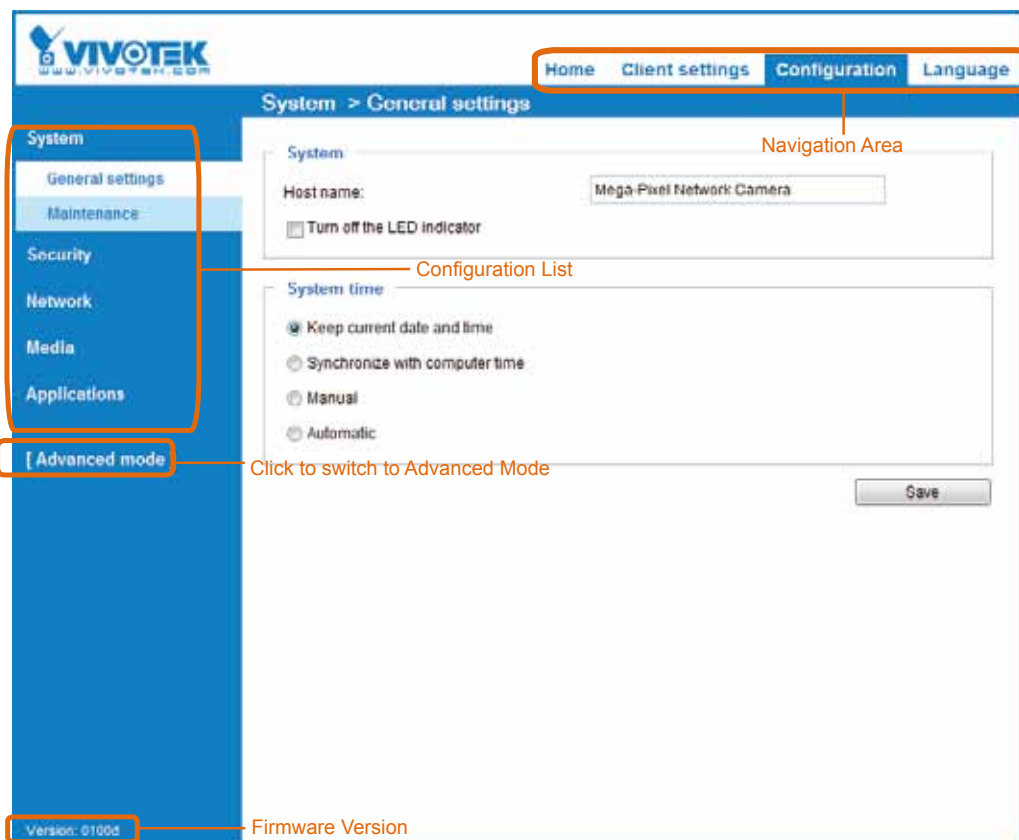 VIVOTEK
www.vivotek.com
Home Client settings Configuration Language
System > General settings
Navigation Area
System
General settings
Maintenance
Security
Network
Media
Applications
[ Advanced mode
Version: 0100d
System
Host name: Mega-Pixel Network Camera
Turn off the LED indicator
Configuration List
System time
Keep current date and time
Synchronize with computer time
Manual
Automatic
Click to switch to Advanced Mode
Save
Firmware Version